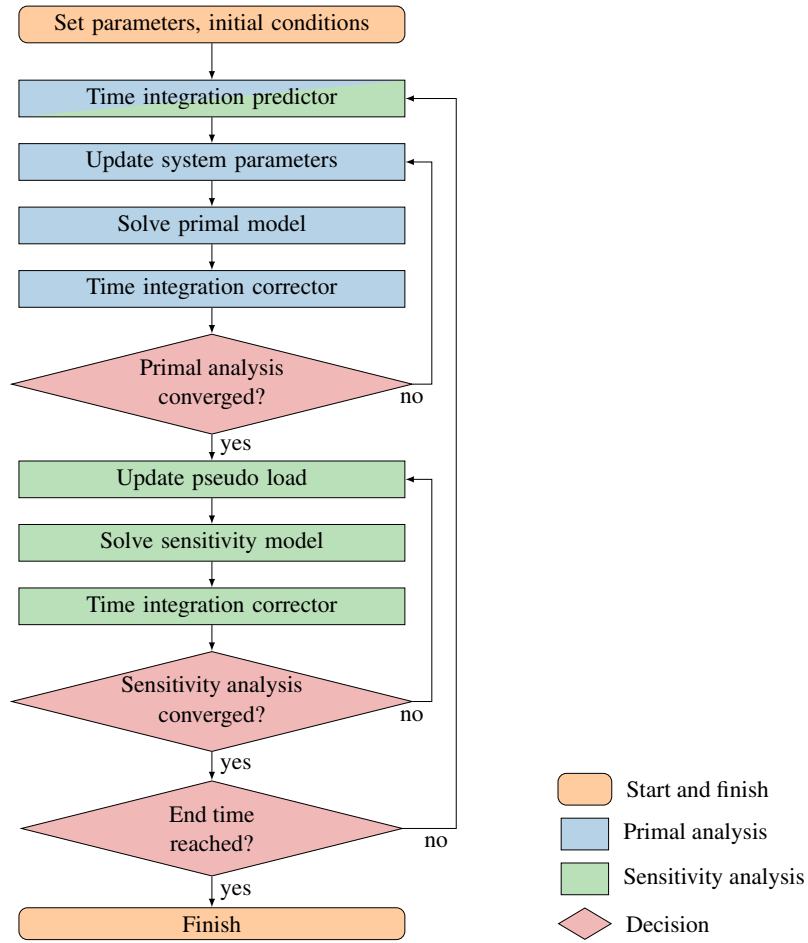 Set parameters, initial conditions
Time integration predictor
Update system parameters
Solve primal model
Time integration corrector
Primal analysis
converged?
no
yes
Update pseudo load
Solve sensitivity model
Time integration corrector
Sensitivity analysis
converged?
no
yes
End time
reached?
no
yes
Finish
Start and finish
Primal analysis
Sensitivity analysis
Decision